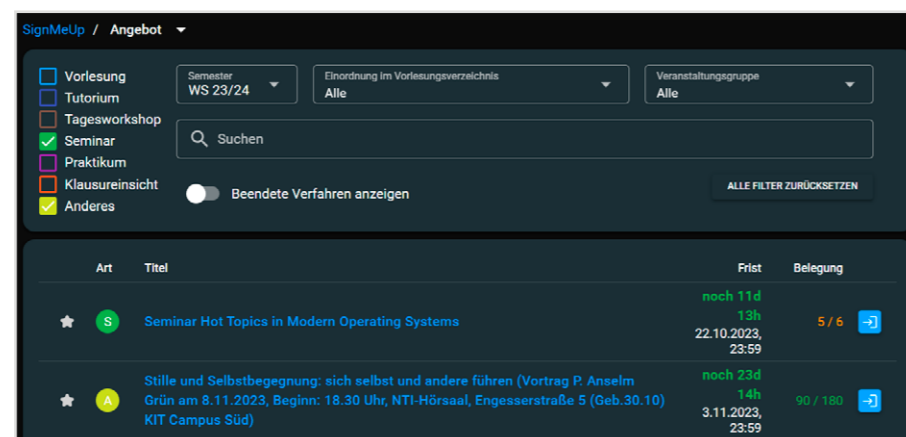 SignMeUp / Angebot
Vorlesung
Tutorium
Tagesworkshop
Seminar
Praktikum
Klausureinsicht
Anderes
Semester
WS 23/24
Einordnung im Vorlesungsverzeichnis
Alle
Veranstaltungsgruppe
Alle
Suchen
Beendete Verfahren anzeigen
ALLE FILTER ZURÜCKSETZEN
Art Titel Frist Belegung
S
Seminar Hot Topics in Modern Operating Systems
noch 11d
13h
22.10.2023,
23:59
5 / 6
A
Stille und Selbstbegegnung: sich selbst und andere führen (Vortrag P. Anselm
Grün am 8.11.2023, Beginn: 18.30 Uhr, NTI-Hörsaal, Engesserstraße 5 (Geb.30.10)
KIT Campus Süd)
noch 23d
14h
3.11.2023,
23:59
90 / 180